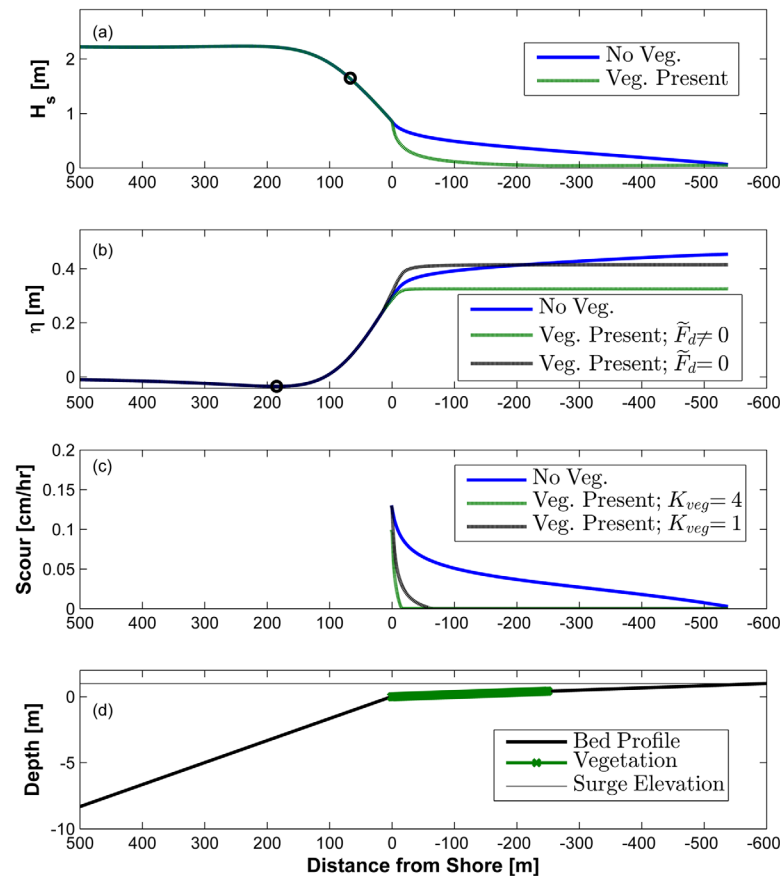 (a)
H_s [m]
2
1
0
No Veg.
Veg. Present
500 400 300 200 100 0 -100 -200 -300 -400 -500 -600
(b)
η [m]
0.4
0.2
0
No Veg.
Veg. Present; F̃_d ≠ 0
Veg. Present; F̃_d = 0
500 400 300 200 100 0 -100 -200 -300 -400 -500 -600
(c)
Scour [cm/hr]
0.2
0.15
0.1
0.05
0
No Veg.
Veg. Present; K_veg = 4
Veg. Present; K_veg = 1
500 400 300 200 100 0 -100 -200 -300 -400 -500 -600
(d)
Depth [m]
0
-5
-10
Bed Profile
Vegetation
Surge Elevation
500 400 300 200 100 0 -100 -200 -300 -400 -500 -600
Distance from Shore [m]